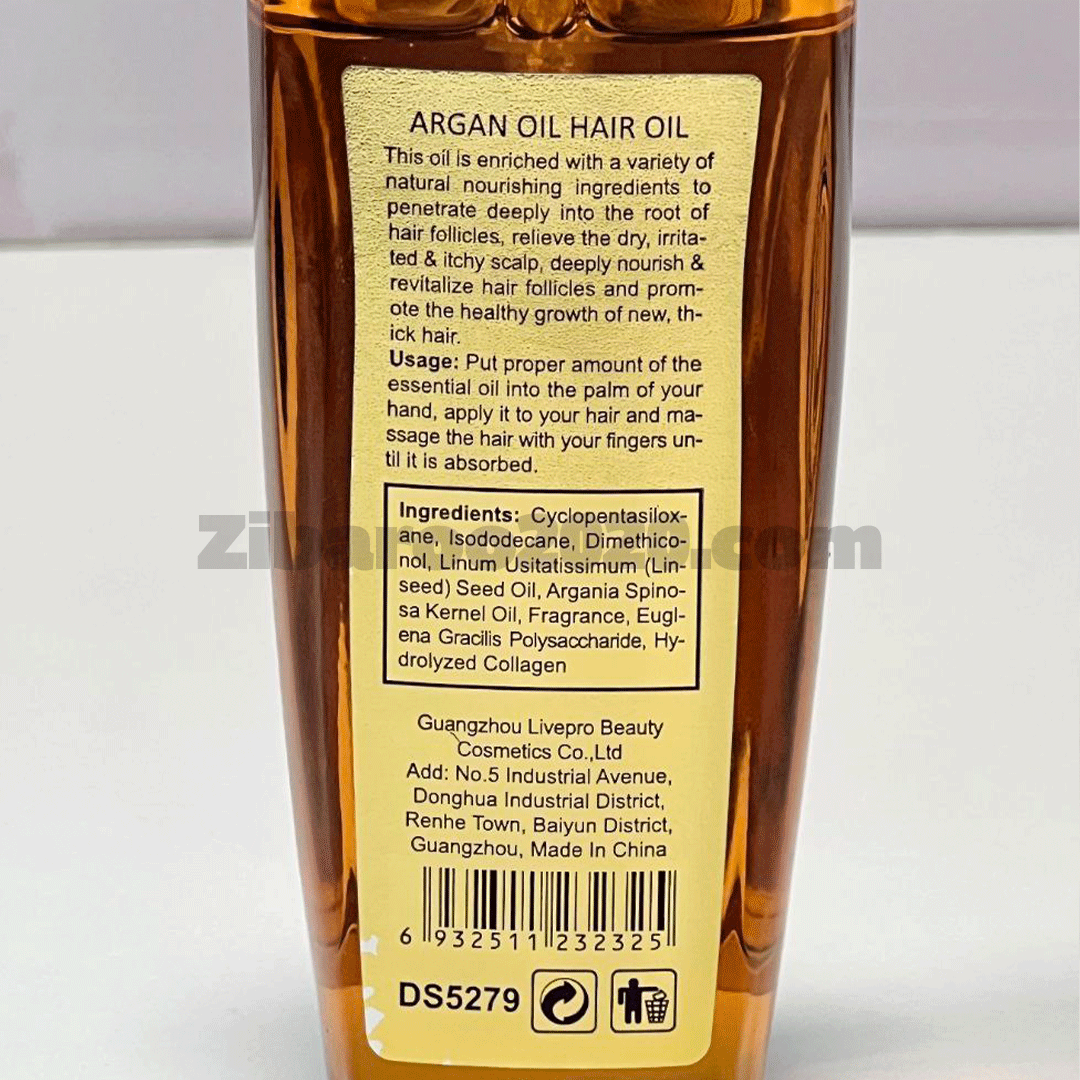 ARGAN OIL HAIR OIL
This oil is enriched with a variety of
natural nourishing ingredients to
penetrate deeply into the root of
hair follicles, relieve the dry, irrita-
ted & itchy scalp, deeply nourish &
revitalize hair follicles and prom-
ote the healthy growth of new, th-
ick hair.
Usage: Put proper amount of the
essential oil into the palm of your
hand, apply it to your hair and ma-
ssage the hair with your fingers un-
til it is absorbed.
Ingredients: Cyclopentasilox-
ane, Isododecane, Dimethico-
nol, Linum Usitatissimum (Lin-
seed) Seed Oil, Argania Spino-
sa Kernel Oil, Fragrance, Eugl-
ena Gracilis Polysaccharide, Hy-
drolyzed Collagen
Guangzhou Livepro Beauty
Cosmetics Co.,Ltd
Add: No.5 Industrial Avenue,
Donghua Industrial District,
Renhe Town, Baiyun District,
Guangzhou, Made In China
6 932511 232325
DS5279